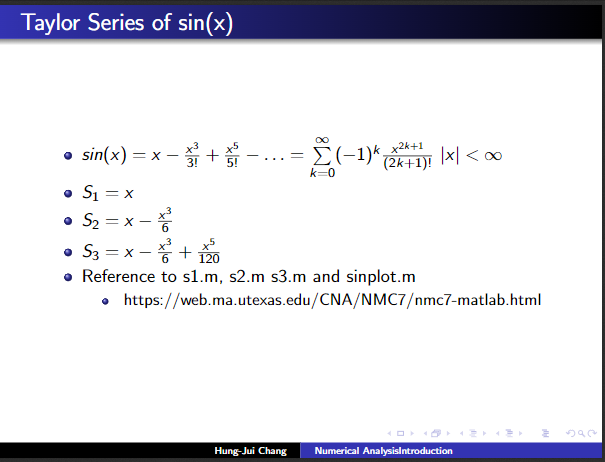 Taylor Series of sin(x)
sin(x) = x − x³/3! + x⁵/5! − … = ∑_{k=0}^{∞} (−1)^k x^{2k+1}/(2k+1)! |x| < ∞
S₁ = x
S₂ = x − x³/6
S₃ = x − x³/6 + x⁵/120
Reference to s1.m, s2.m s3.m and sinplot.m
https://web.ma.utexas.edu/CNA/NMC7/nmc7-matlab.html
Hung-Jui Chang Numerical AnalysisIntroduction